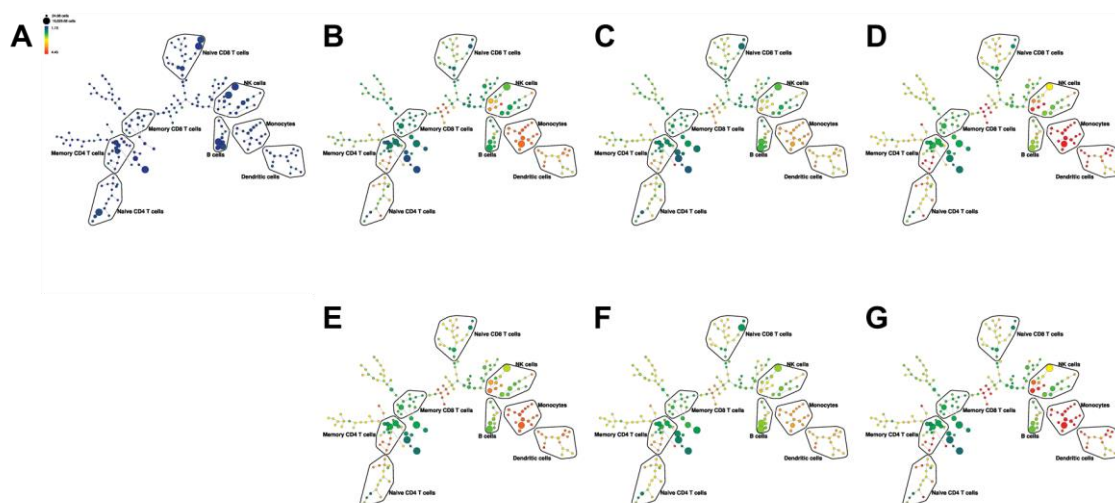 A
B
C
D
Naive CD8 T cells
NK cells
Memory CD8 T cells
Monocytes
Memory CD4 T cells
B cells
Dendritic cells
Naive CD4 T cells
Naive CD8 T cells
NK cells
Memory CD8 T cells
Monocytes
Memory CD4 T cells
B cells
Dendritic cells
Naive CD4 T cells
Naive CD8 T cells
NK cells
Memory CD8 T cells
Monocytes
Memory CD4 T cells
B cells
Dendritic cells
Naive CD4 T cells
Naive CD8 T cells
NK cells
Memory CD8 T cells
Monocytes
Memory CD4 T cells
B cells
Dendritic cells
Naive CD4 T cells
E
F
G
Naive CD8 T cells
NK cells
Memory CD8 T cells
Monocytes
Memory CD4 T cells
B cells
Dendritic cells
Naive CD4 T cells
Naive CD8 T cells
NK cells
Memory CD8 T cells
Monocytes
Memory CD4 T cells
B cells
Dendritic cells
Naive CD4 T cells
Naive CD8 T cells
NK cells
Memory CD8 T cells
Monocytes
Memory CD4 T cells
B cells
Dendritic cells
Naive CD4 T cells